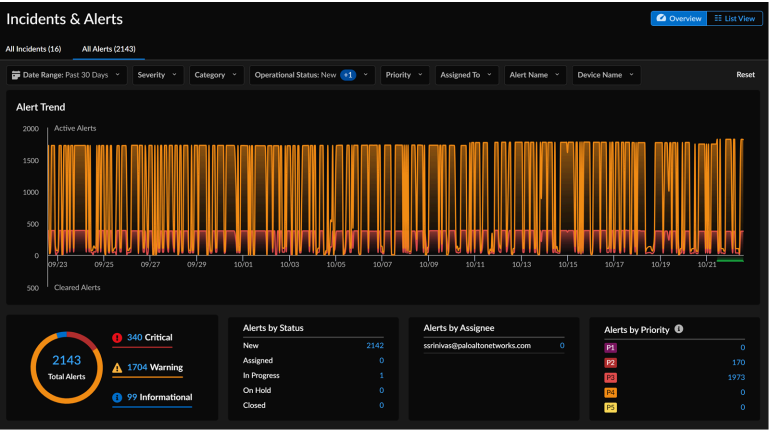 Incidents & Alerts
Overview
List View
All Incidents (16)
All Alerts (2143)
Date Range: Past 30 Days
Severity
Category
Operational Status: New +1
Priority
Assigned To
Alert Name
Device Name
Reset
Alert Trend
2000
Active Alerts
1500
1000
500
0
09/23 09/25 09/27 09/29 10/01 10/03 10/05 10/07 10/09 10/11 10/13 10/15 10/17 10/19 10/21
500
Cleared Alerts
2143
Total Alerts
340 Critical
1704 Warning
99 Informational
Alerts by Status
New 2142
Assigned 0
In Progress 1
On Hold 0
Closed 0
Alerts by Assignee
ssrinivas@paloaltonetworks.com 0
Alerts by Priority
P1 0
P2 170
P3 1973
P4 0
P5 0